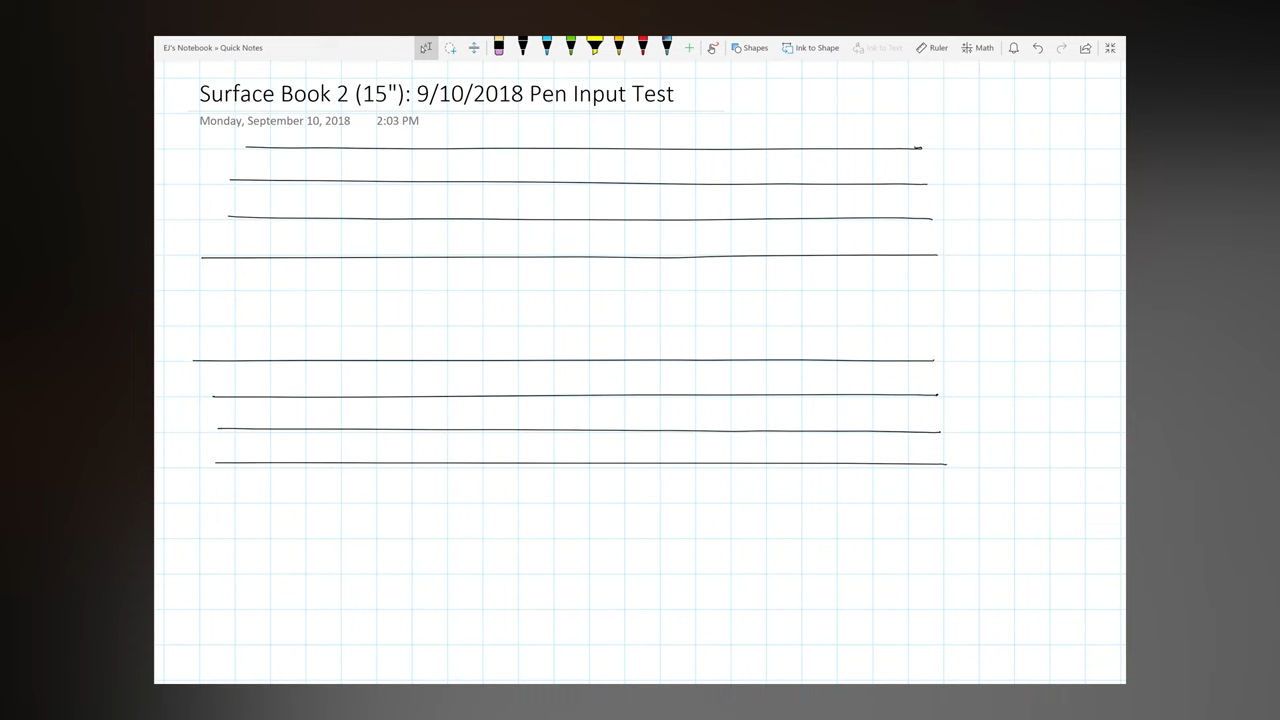 EJ's Notebook » Quick Notes
Shapes Ink to Shape Ink to Text Ruler Math
Surface Book 2 (15"): 9/10/2018 Pen Input Test
Monday, September 10, 2018 2:03 PM